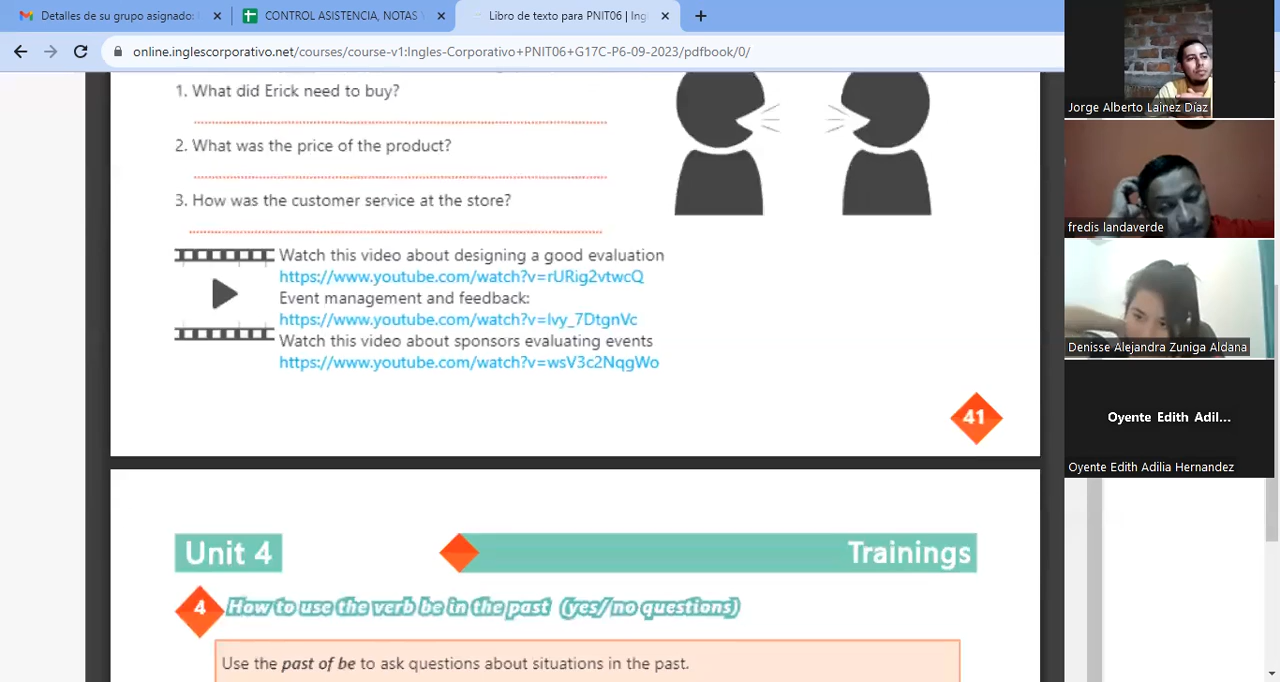 Detalles de su grupo asignado:
CONTROL ASISTENCIA, NOTAS
Libro de texto para PNIT06 | Ing
online.inglescorporativo.net/courses/course-v1:Ingles-Corporativo+PNIT06+G17C-P6-09-2023/pdfbook/0/
1. What did Erick need to buy?
2. What was the price of the product?
3. How was the customer service at the store?
Watch this video about designing a good evaluation
https://www.youtube.com/watch?v=rURig2vtwcQ
Event management and feedback:
https://www.youtube.com/watch?v=lvy_7DtgnVc
Watch this video about sponsors evaluating events
https://www.youtube.com/watch?v=wsV3c2NqgWo
41
Unit 4
Trainings
4
How to use the verb be in the past (yes/no questions)
Use the past of be to ask questions about situations in the past.
Jorge Alberto Lainez Díaz
fredis landaverde
Denisse Alejandra Zuniga Aldana
Oyente Edith Adil...
Oyente Edith Adilia Hernandez